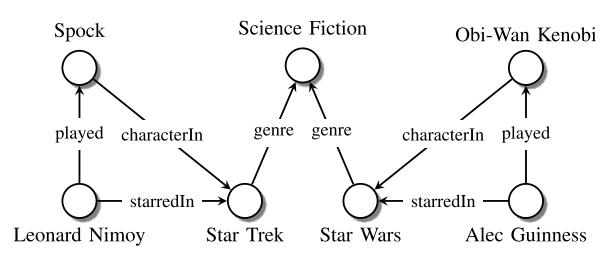 Spock
Science Fiction
Obi-Wan Kenobi
played
characterIn
genre
genre
characterIn
played
starredIn
starredIn
Leonard Nimoy
Star Trek
Star Wars
Alec Guinness